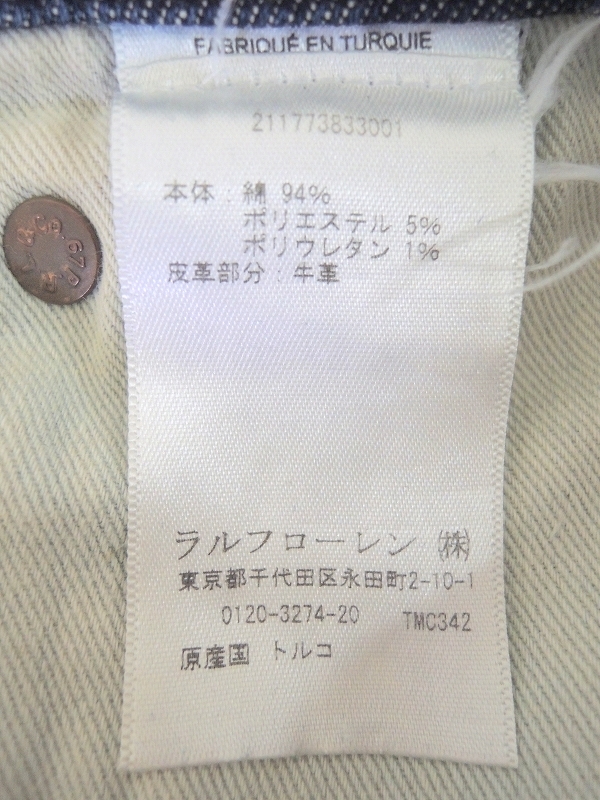 FABRIQUÉ EN TURQUIE
211773833001
本体：綿 94%
ポリエステル 5%
ポリウレタン 1%
皮革部分：牛革
ラルフローレン ㈱
東京都千代田区永田町2-10-1
0120-3274-20 TMC342
原産国 トルコ